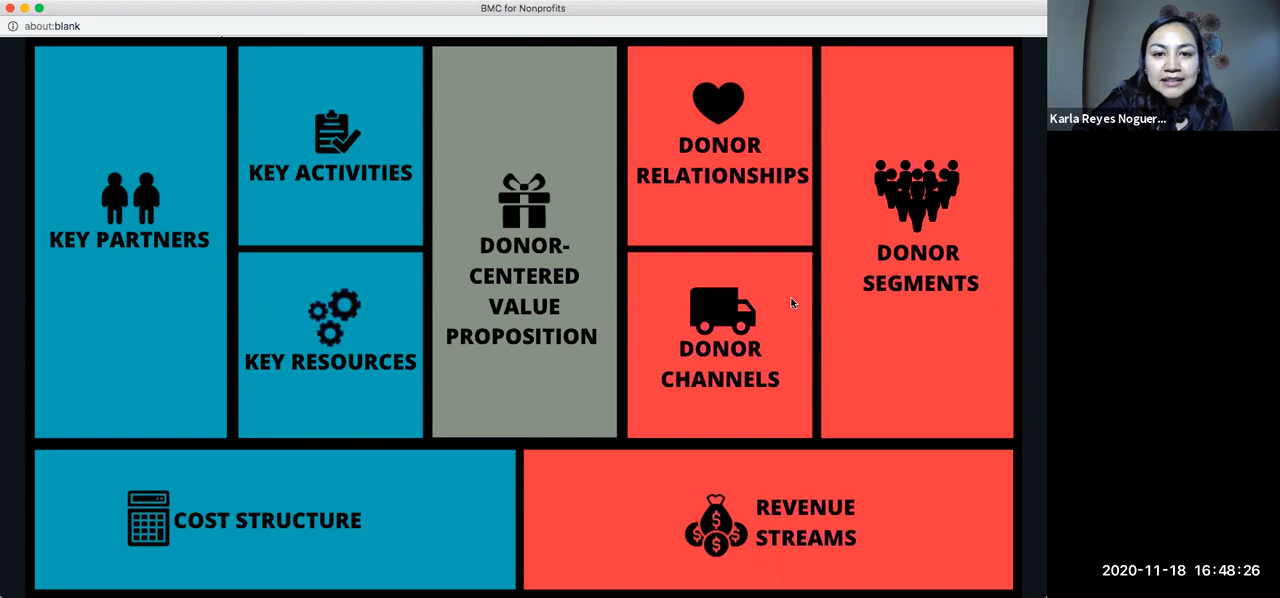 BMC for Nonprofits
about:blank
KEY PARTNERS
KEY ACTIVITIES
KEY RESOURCES
DONOR-
CENTERED
VALUE
PROPOSITION
DONOR
RELATIONSHIPS
DONOR
CHANNELS
DONOR
SEGMENTS
COST STRUCTURE
$
$
$
$
REVENUE
STREAMS
Karla Reyes Noguer...
2020-11-18 16:48:26